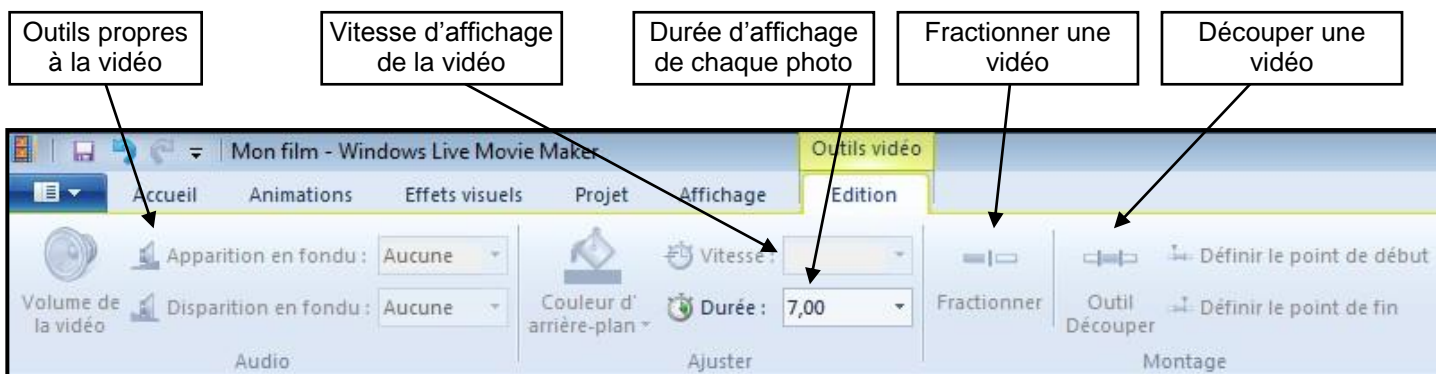 Outils propres
à la vidéo
Vitesse d'affichage
de la vidéo
Durée d'affichage
de chaque photo
Fractionner une
vidéo
Découper une
vidéo
Mon film - Windows Live Movie Maker
Outils vidéo
Accueil Animations Effets visuels Projet Affichage Edition
Volume de
la vidéo
Apparition en fondu : Aucune
Disparition en fondu : Aucune
Couleur d'
arrière-plan
Vitesse :
Durée : 7,00
Fractionner
Outil
Découper
Définir le point de début
Définir le point de fin
Audio Ajuster Montage